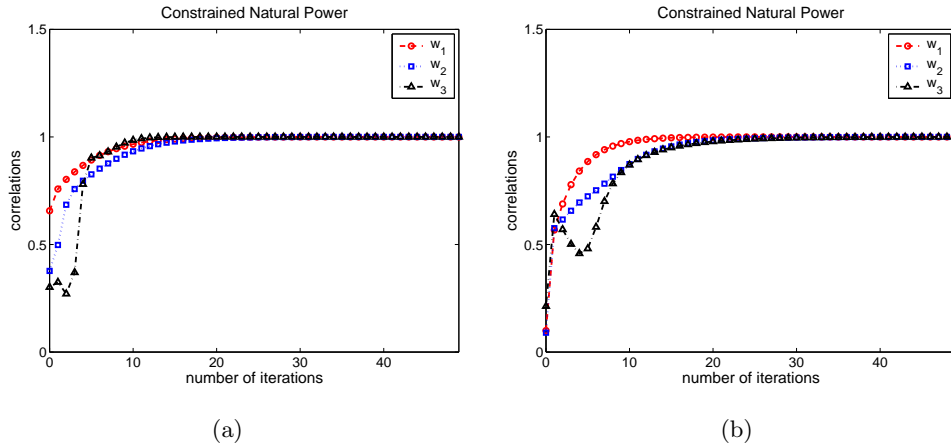 Constrained Natural Power
1.5
w1
w2
w3
1
correlations
0.5
0
0 10 20 30 40
number of iterations
(a)
Constrained Natural Power
1.5
w1
w2
w3
1
correlations
0.5
0
0 10 20 30 40
number of iterations
(b)